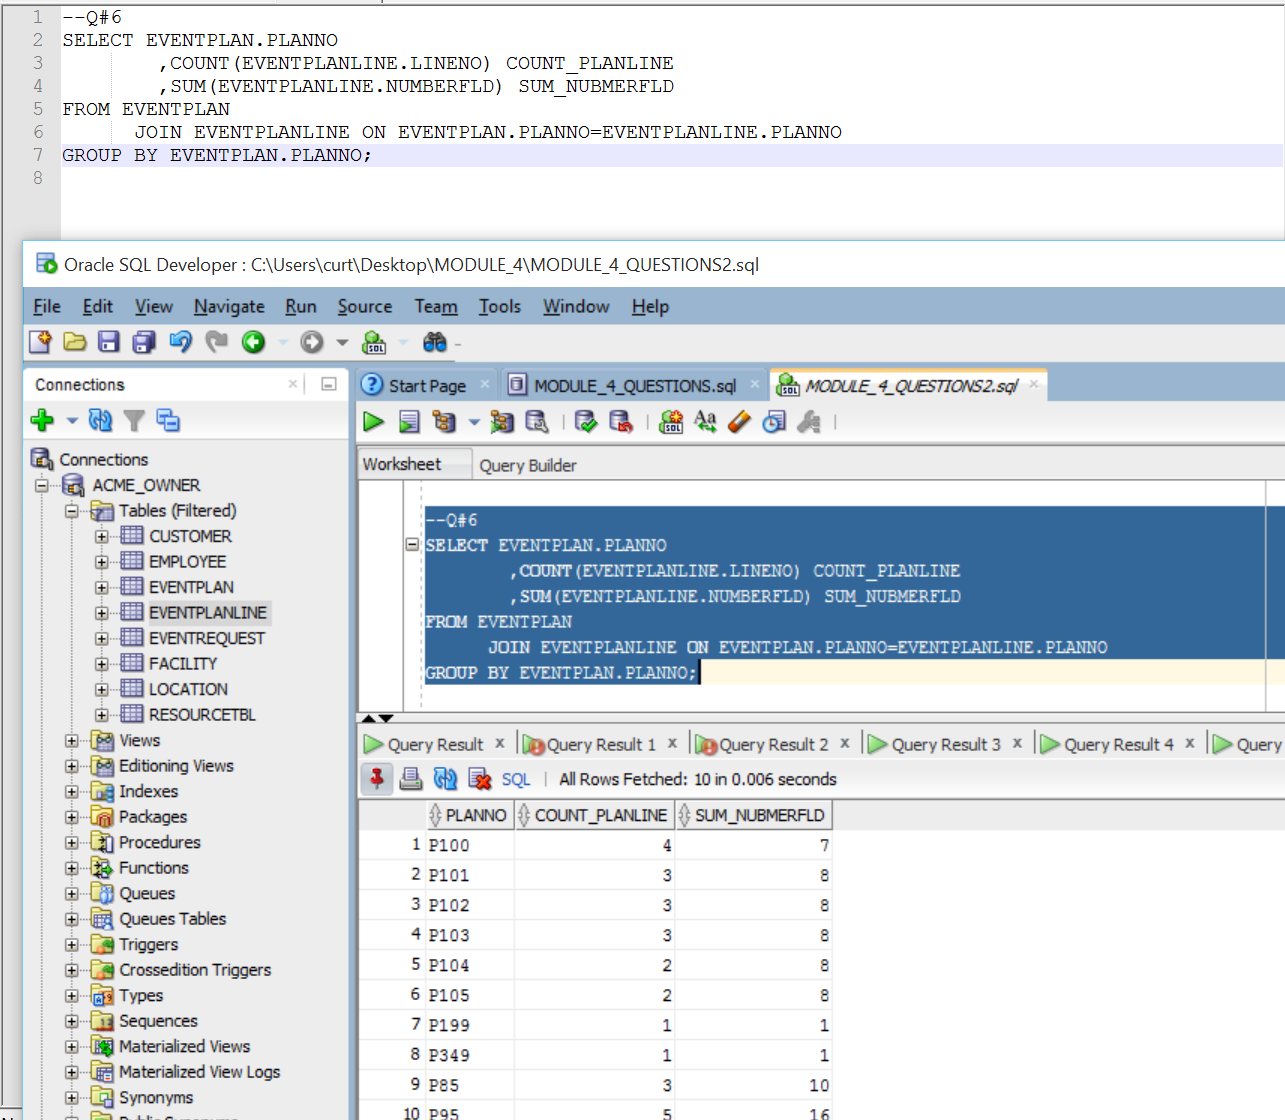 1 --Q#6
2 SELECT EVENTPLAN.PLANNO
3 ,COUNT(EVENTPLANLINE.LINENO) COUNT_PLANLINE
4 ,SUM(EVENTPLANLINE.NUMBERFLD) SUM_NUBMERFLD
5 FROM EVENTPLAN
6 JOIN EVENTPLANLINE ON EVENTPLAN.PLANNO=EVENTPLANLINE.PLANNO
7 GROUP BY EVENTPLAN.PLANNO;
8
Oracle SQL Developer : C:\Users\curt\Desktop\MODULE_4\MODULE_4_QUESTIONS2.sql
File Edit View Navigate Run Source Team Tools Window Help
SQL
Connections
Start Page MODULE_4_QUESTIONS.sql MODULE_4_QUESTIONS2.sql
Worksheet Query Builder
Connections
ACME_OWNER
Tables (Filtered)
CUSTOMER
EMPLOYEE
EVENTPLAN
EVENTPLANLINE
EVENTREQUEST
FACILITY
LOCATION
RESOURCETBL
Views
Editioning Views
Indexes
Packages
Procedures
Functions
Queues
Queues Tables
Triggers
Crossedition Triggers
Types
Sequences
Materialized Views
Materialized View Logs
Synonyms
--Q#6
SELECT EVENTPLAN.PLANNO
,COUNT(EVENTPLANLINE.LINENO) COUNT_PLANLINE
,SUM(EVENTPLANLINE.NUMBERFLD) SUM_NUBMERFLD
FROM EVENTPLAN
JOIN EVENTPLANLINE ON EVENTPLAN.PLANNO=EVENTPLANLINE.PLANNO
GROUP BY EVENTPLAN.PLANNO;
Query Result x Query Result 1 x Query Result 2 x Query Result 3 x Query Result 4 x Query
SQL | All Rows Fetched: 10 in 0.006 seconds
PLANNO COUNT_PLANLINE SUM_NUBMERFLD
1 P100 4 7
2 P101 3 8
3 P102 3 8
4 P103 3 8
5 P104 2 8
6 P105 2 8
7 P199 1 1
8 P349 1 1
9 P85 3 10
10 P95 5 16